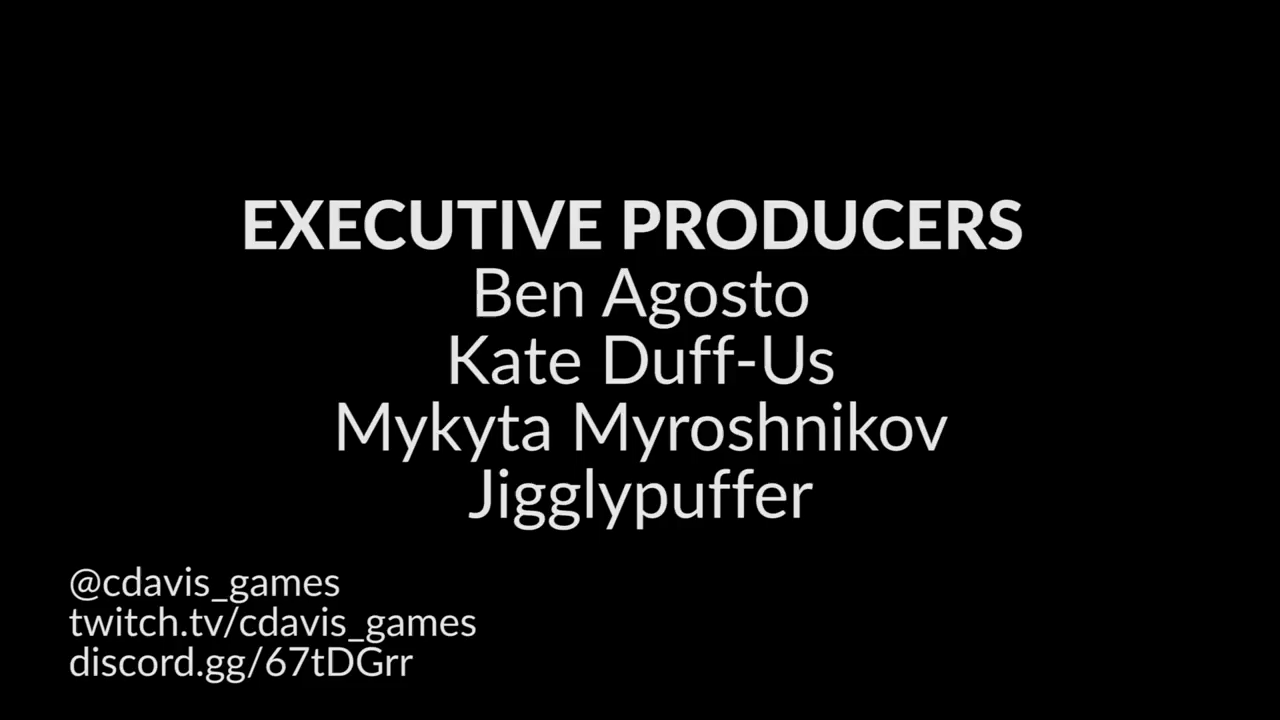 EXECUTIVE PRODUCERS
Ben Agosto
Kate Duff-Us
Mykyta Myroshnikov
Jigglypuffer
@cdavis_games
twitch.tv/cdavis_games
discord.gg/67tDGrr